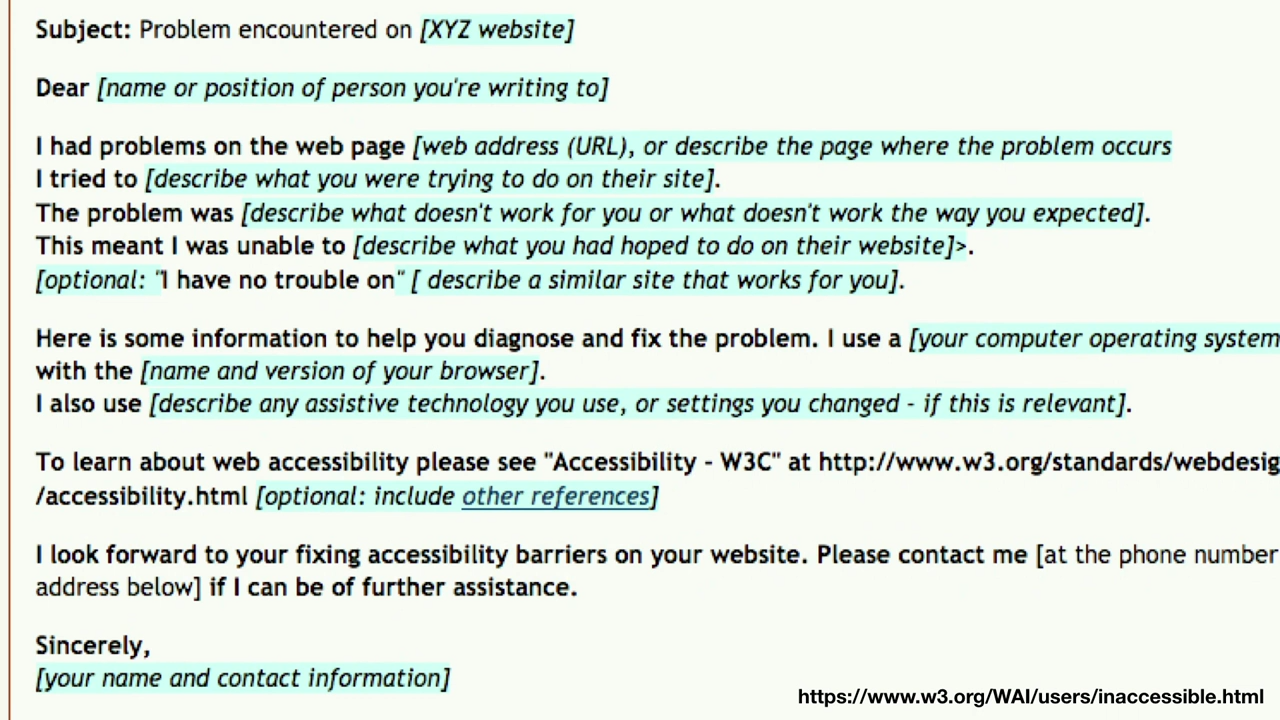 Subject: Problem encountered on [XYZ website]
Dear [name or position of person you're writing to]
I had problems on the web page [web address (URL), or describe the page where the problem occurs
I tried to [describe what you were trying to do on their site].
The problem was [describe what doesn't work for you or what doesn't work the way you expected].
This meant I was unable to [describe what you had hoped to do on their website]>.
[optional: "I have no trouble on" [ describe a similar site that works for you].
Here is some information to help you diagnose and fix the problem. I use a [your computer operating system
with the [name and version of your browser].
I also use [describe any assistive technology you use, or settings you changed - if this is relevant].
To learn about web accessibility please see "Accessibility - W3C" at http://www.w3.org/standards/webdesig
/accessibility.html [optional: include other references]
I look forward to your fixing accessibility barriers on your website. Please contact me [at the phone number
address below] if I can be of further assistance.
Sincerely,
[your name and contact information]
https://www.w3.org/WAI/users/inaccessible.html